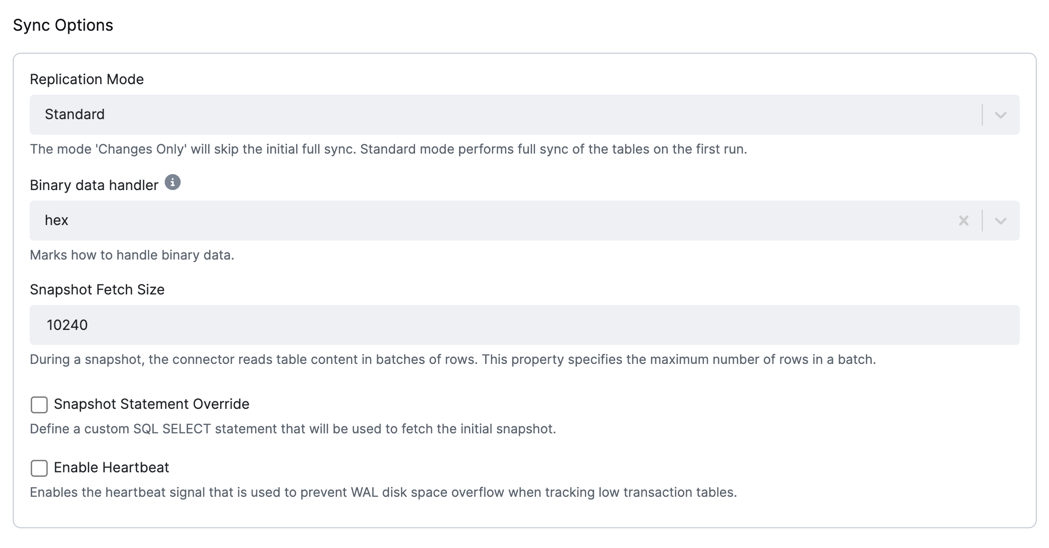 Sync Options
Replication Mode
Standard
The mode 'Changes Only' will skip the initial full sync. Standard mode performs full sync of the tables on the first run.
Binary data handler
hex
Marks how to handle binary data.
Snapshot Fetch Size
10240
During a snapshot, the connector reads table content in batches of rows. This property specifies the maximum number of rows in a batch.
Snapshot Statement Override
Define a custom SQL SELECT statement that will be used to fetch the initial snapshot.
Enable Heartbeat
Enables the heartbeat signal that is used to prevent WAL disk space overflow when tracking low transaction tables.